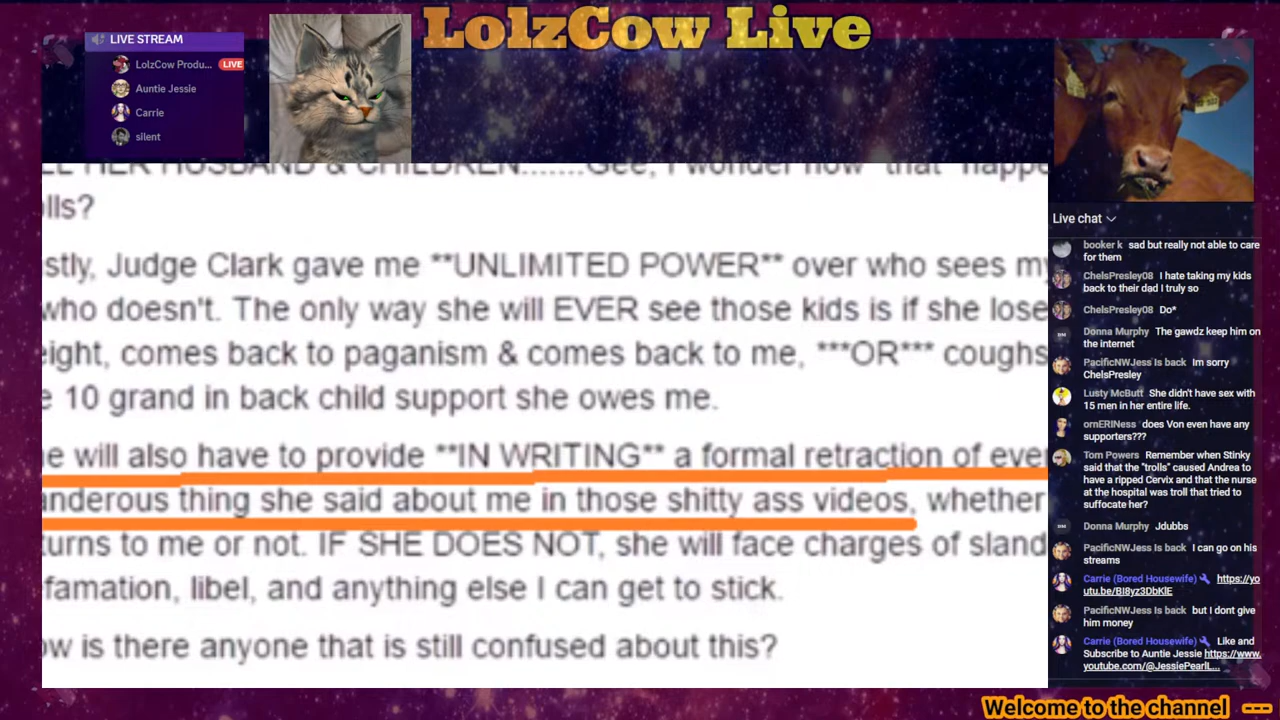 LolzCow Live
LIVE STREAM
LolzCow Produ... LIVE
Auntie Jessie
Carrie
silent
HER HUSBAND & CHILDREN.......Gee, I wonder how "that" happe
lls?
stly, Judge Clark gave me **UNLIMITED POWER** over who sees my
who doesn't. The only way she will EVER see those kids is if she lose
eight, comes back to paganism & comes back to me, ***OR*** coughs
e 10 grand in back child support she owes me.
e will also have to provide **IN WRITING** a formal retraction of eve
anderous thing she said about me in those shitty ass videos, whether
turns to me or not. IF SHE DOES NOT, she will face charges of sland
famation, libel, and anything else I can get to stick.
ow is there anyone that is still confused about this?
Live chat
booker k sad but really not able to care
for them
ChelsPresley08 I hate taking my kids
back to their dad I truly so
ChelsPresley08 Do*
Donna Murphy The gawdz keep him on
the internet
PacificNWJess Is back Im sorry
ChelsPresley
Lusty McButt She didn't have sex with
15 men in her entire life.
ornERINess does Von even have any
supporters???
Tom Powers Remember when Stinky
said that the "trolls" caused Andrea to
have a ripped Cervix and that the nurse
at the hospital was troll that tried to
suffocate her?
Donna Murphy Jdubbs
PacificNWJess Is back I can go on his
streams
Carrie (Bored Housewife) https://yo
utu.be/BI8yz3DbKlE
PacificNWJess Is back but I dont give
him money
Carrie (Bored Housewife) Like and
Subscribe to Auntie Jessie https://www.
youtube.com/@JessiePearlL...
Welcome to the channel ---